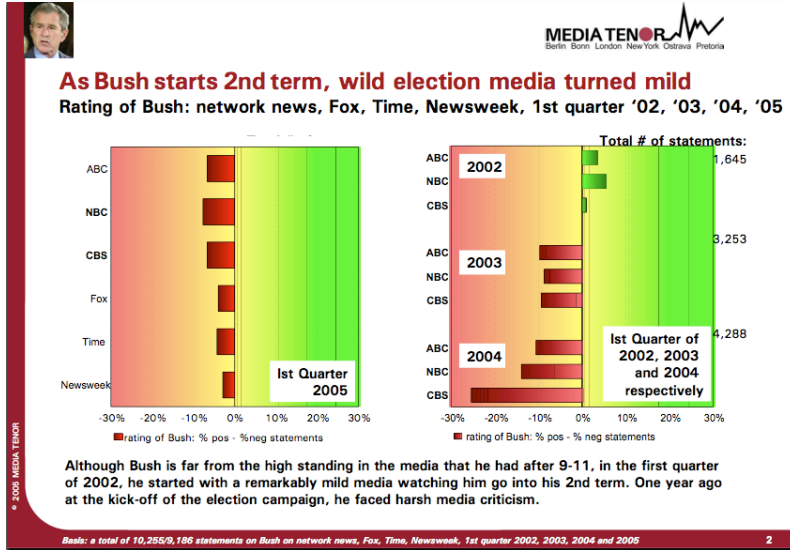 MEDIA TENOR
Berlin Bonn London New York Ostrava Pretoria
As Bush starts 2nd term, wild election media turned mild
Rating of Bush: network news, Fox, Time, Newsweek, 1st quarter ‘02, ‘03, ’04, ‘05
ABC
NBC
CBS
Fox
Time
Newsweek
Ist Quarter
2005
-30% -20% -10% 0% 10% 20% 30%
rating of Bush: % pos - %neg statements
Total # of statements:
ABC
NBC
CBS
2002
1,645
ABC
NBC
CBS
2003
3,253
ABC
NBC
CBS
2004
4,288
Ist Quarter of
2002, 2003
and 2004
respectively
-30% -20% -10% 0% 10% 20% 30%
rating of Bush: % pos - % neg statements
Although Bush is far from the high standing in the media that he had after 9-11, in the first quarter
of 2002, he started with a remarkably mild media watching him go into his 2nd term. One year ago
at the kick-off of the election campaign, he faced harsh media criticism.
© 2005 MEDIA TENOR
Basis: a total of 10,255/9,186 statements on Bush on network news, Fox, Time, Newsweek, 1st quarter 2002, 2003, 2004 and 2005
2